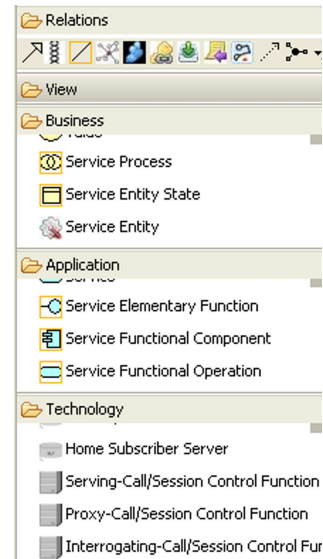 Relations
View
Business
Service Process
Service Entity State
Service Entity
Application
Service Elementary Function
Service Functional Component
Service Functional Operation
Technology
Home Subscriber Server
Serving-Call/Session Control Function
Proxy-Call/Session Control Function
Interrogating-Call/Session Control Fu